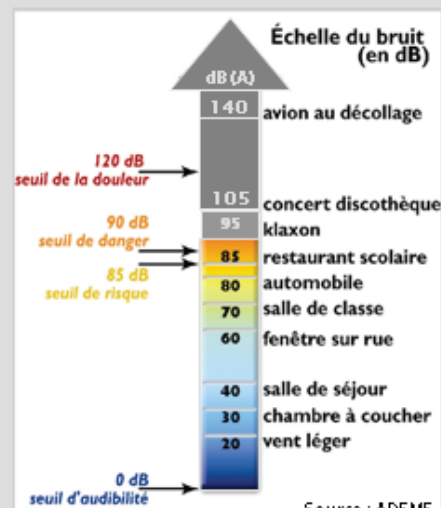 Échelle du bruit
(en dB)
dB(A)
140 avion au décollage
120 dB
seuil de la douleur
105 concert discothèque
95 klaxon
90 dB
seuil de danger
85 restaurant scolaire
85 dB
seuil de risque
80 automobile
70 salle de classe
60 fenêtre sur rue
40 salle de séjour
30 chambre à coucher
20 vent léger
0 dB
seuil d'audibilité
Source : ADEME